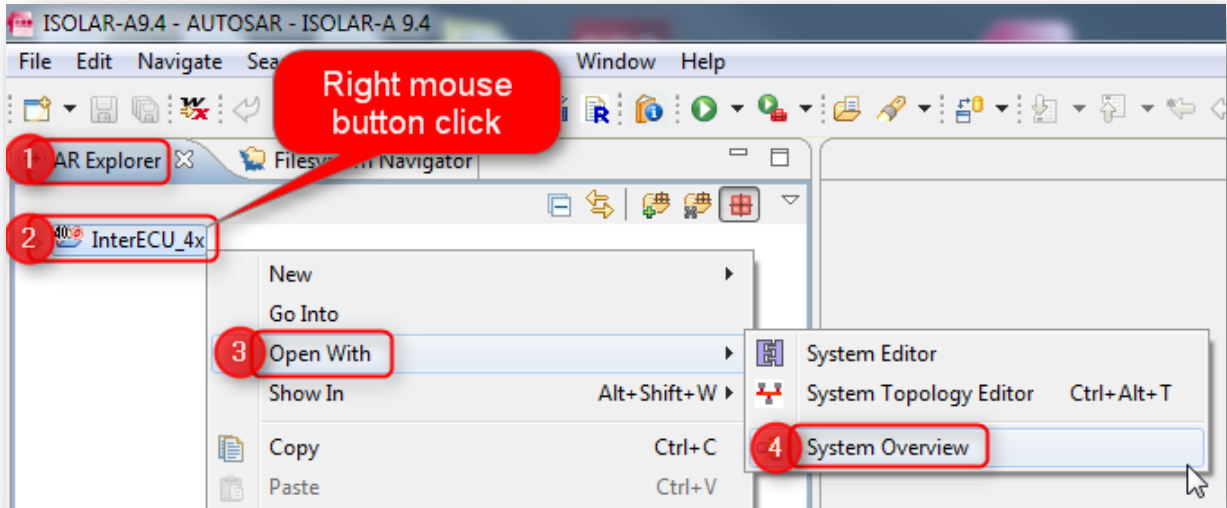 ISOLAR-A9.4 - AUTOSAR - ISOLAR-A 9.4
File Edit Navigate Window Help
Right mouse
button click
1 AR Explorer Navigator
2 InterECU_4x
New
Go Into
3 Open With
System Editor
Show In Alt+Shift+W
System Topology Editor Ctrl+Alt+T
Copy Ctrl+C
4 System Overview
Paste Ctrl+V